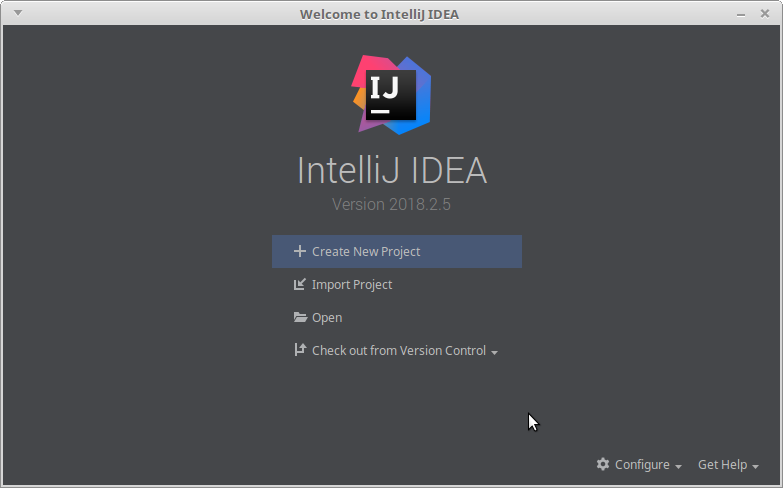 Welcome to IntelliJ IDEA
IJ
IntelliJ IDEA
Version 2018.2.5
Create New Project
Import Project
Open
Check out from Version Control
Configure
Get Help